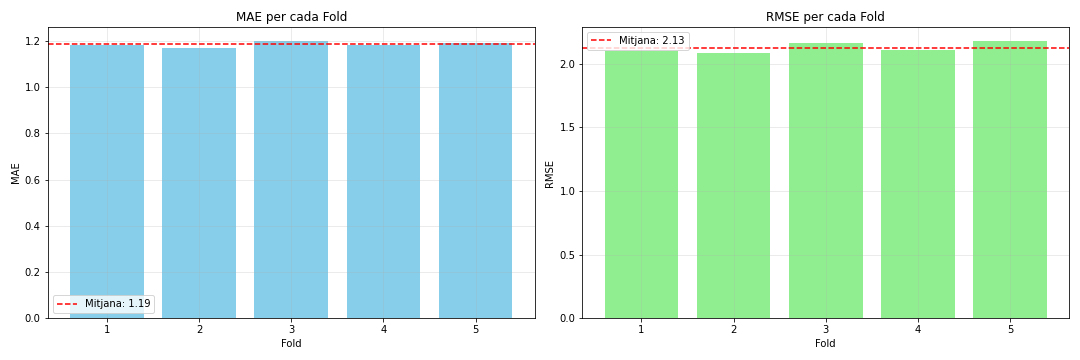 MAE per cada Fold
1.2
1.0
0.8
0.6
0.4
0.2
0.0
MAE
Mitjana: 1.19
1 2 3 4 5
Fold
RMSE per cada Fold
Mitjana: 2.13
2.0
1.5
1.0
0.5
0.0
RMSE
1 2 3 4 5
Fold